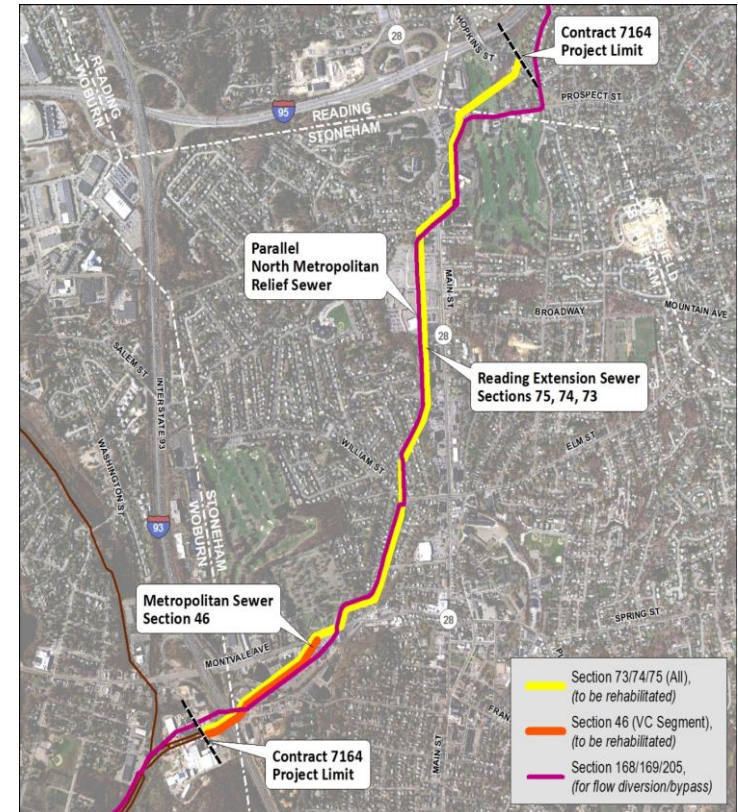 HOPKINS ST
28
Contract 7164
Project Limit
READING
WOBURN
95
READING
STONEHAM
PROSPECT ST
Parallel
North Metropolitan
Relief Sewer
MAIN ST
BROADWAY
MOUNTAIN AVE
28
SALEM ST
INTERSTATE 93
Reading Extension Sewer
Sections 75, 74, 73
WASHINGTON ST
WILLIAM ST
ELM ST
93
STONEHAM
WOBURN
Metropolitan Sewer
Section 46
28
SPRING ST
MONTVALE AVE
Contract 7164
Project Limit
MAIN ST
Section 73/74/75 (All),
(to be rehabilitated)
Section 46 (VC Segment),
(to be rehabilitated)
Section 168/169/205,
(for flow diversion/bypass)